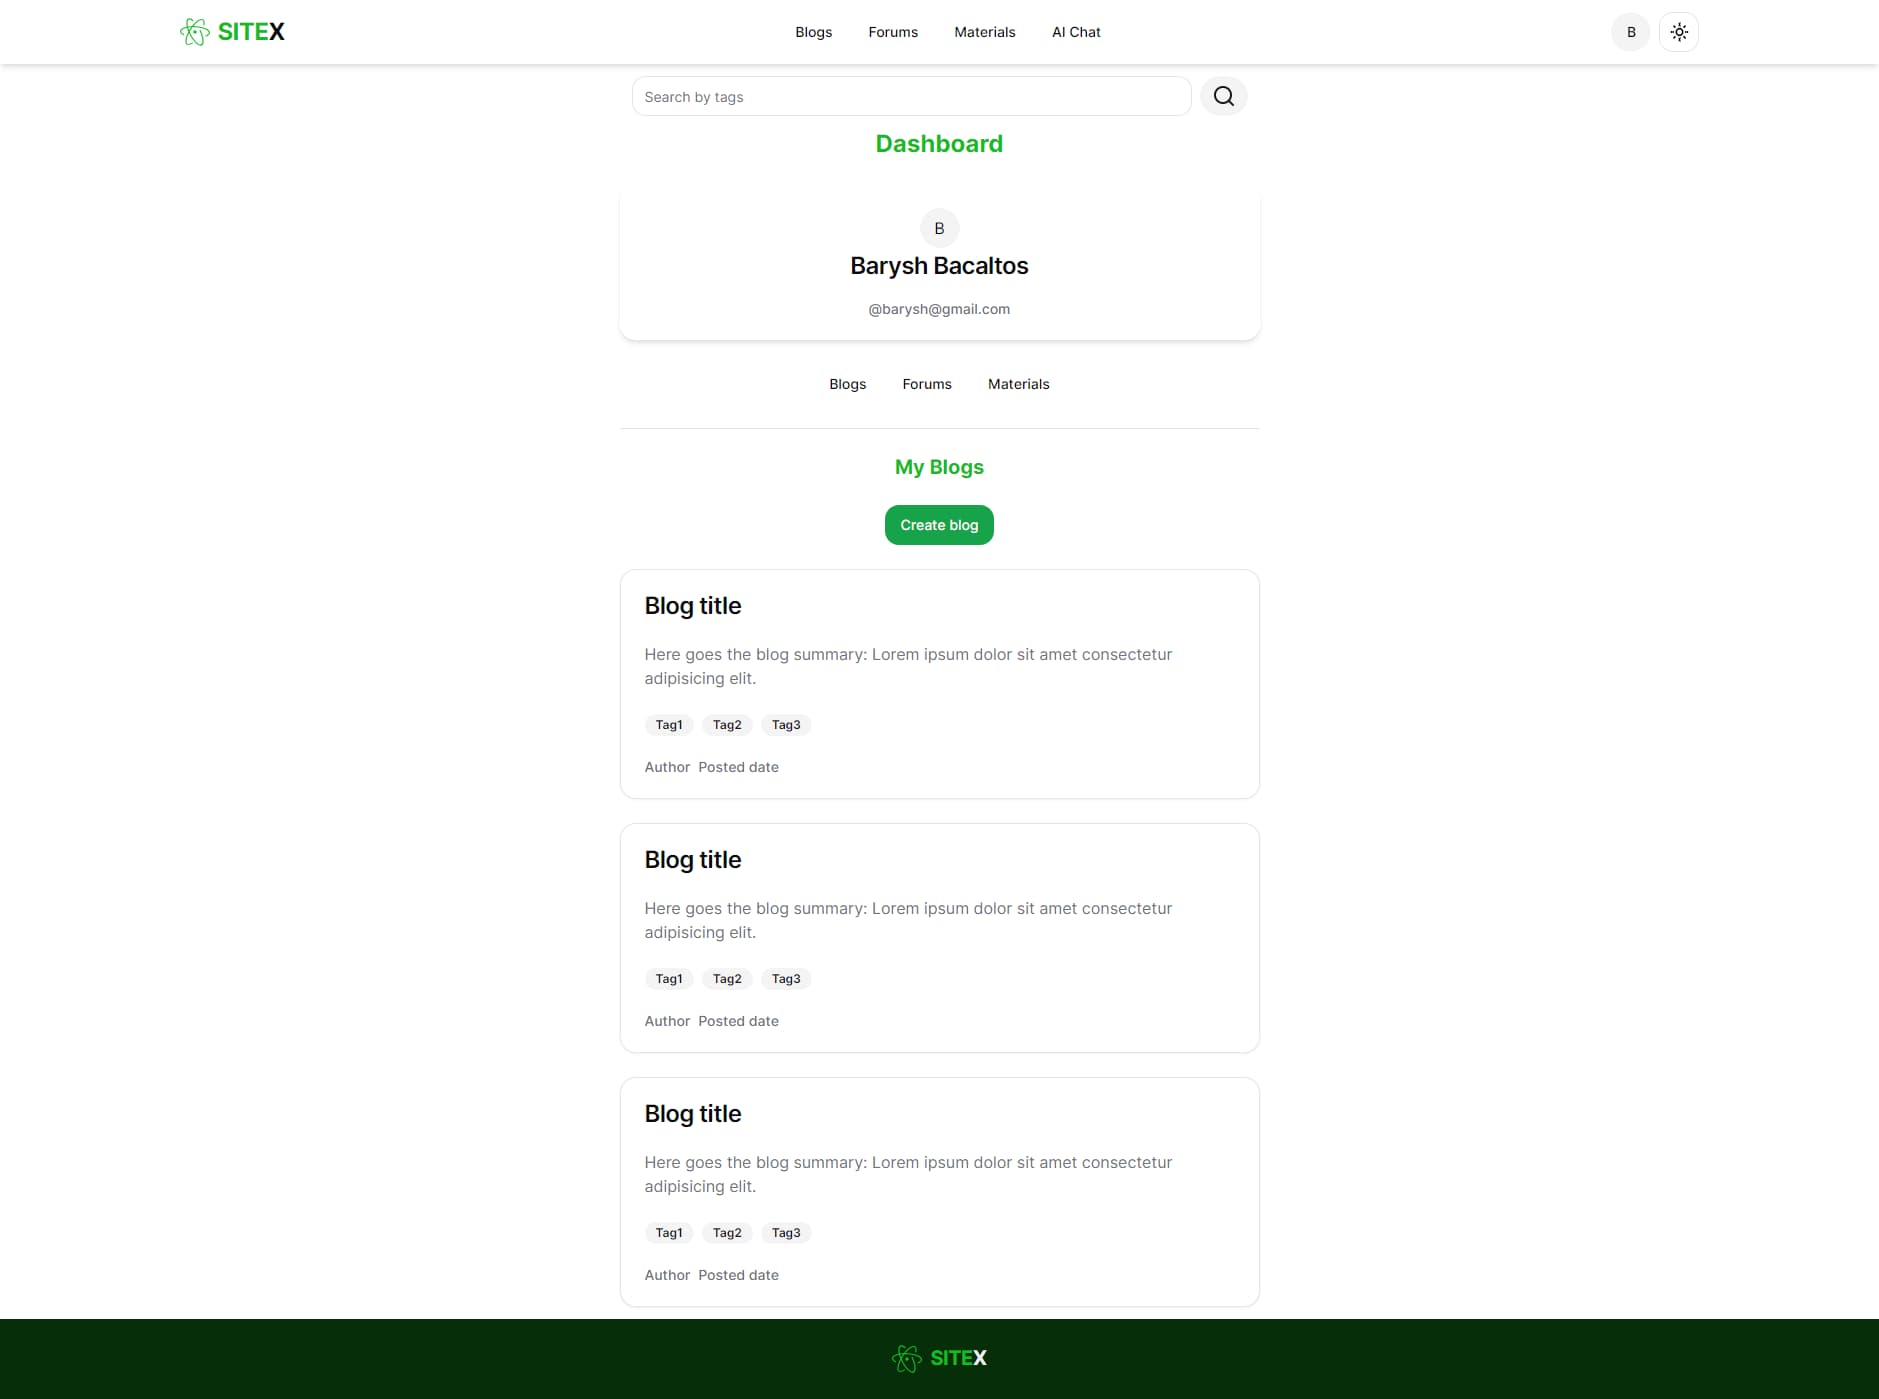 SITEX
Blogs Forums Materials AI Chat
B
Search by tags
Dashboard
B
Barysh Bacaltos
@barysh@gmail.com
Blogs Forums Materials
My Blogs
Create blog
Blog title
Here goes the blog summary: Lorem ipsum dolor sit amet consectetur
adipisicing elit.
Tag1 Tag2 Tag3
Author Posted date
Blog title
Here goes the blog summary: Lorem ipsum dolor sit amet consectetur
adipisicing elit.
Tag1 Tag2 Tag3
Author Posted date
Blog title
Here goes the blog summary: Lorem ipsum dolor sit amet consectetur
adipisicing elit.
Tag1 Tag2 Tag3
Author Posted date
SITEX